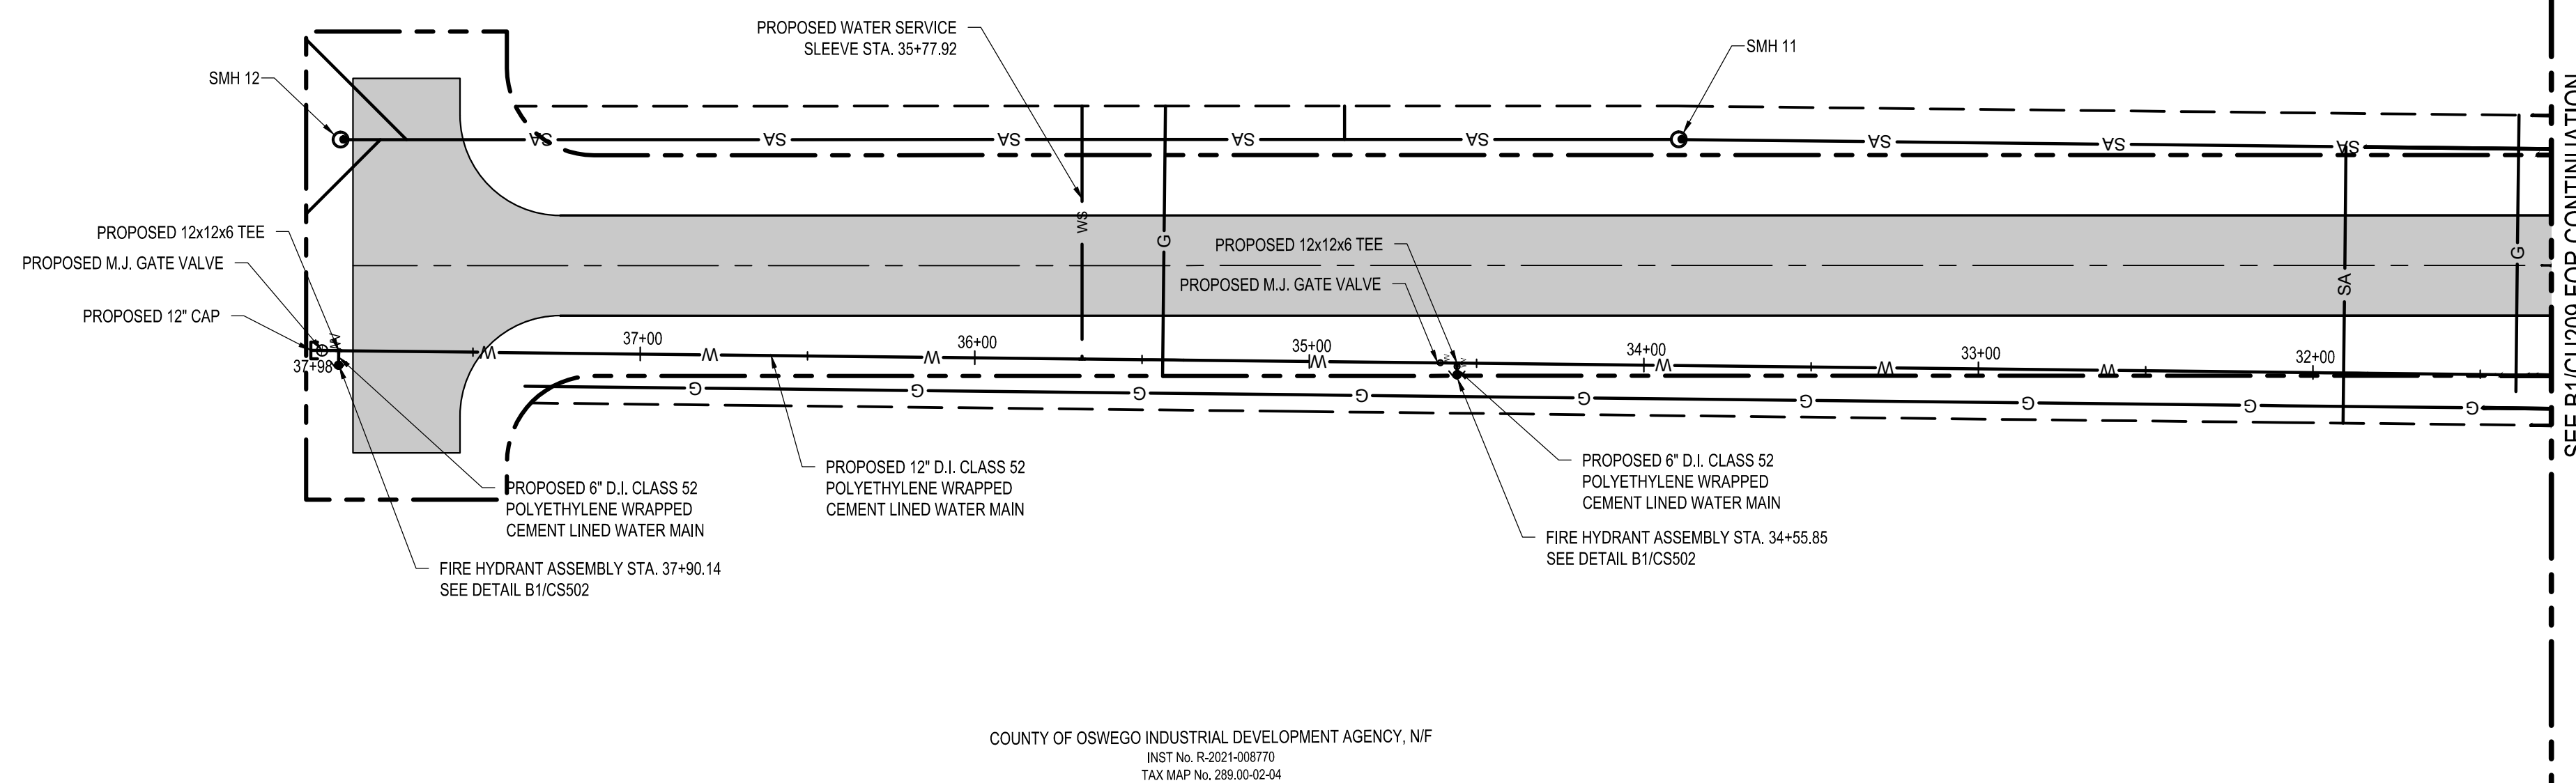 PROPOSED WATER SERVICE
SLEEVE STA. 35+77.92
SMH 11
SMH 12
SA SA SA SA SA SA SA SA
PROPOSED 12x12x6 TEE
PROPOSED M.J. GATE VALVE
PROPOSED 12" CAP
WS
G
PROPOSED 12x12x6 TEE
PROPOSED M.J. GATE VALVE
SA
G
W
37+98
37+00
36+00
35+00
34+00
33+00
32+00
W W W W W W W
W
W
G G G G G G G G G
PROPOSED 6" D.I. CLASS 52
POLYETHYLENE WRAPPED
CEMENT LINED WATER MAIN
FIRE HYDRANT ASSEMBLY STA. 37+90.14
SEE DETAIL B1/CS502
PROPOSED 12" D.I. CLASS 52
POLYETHYLENE WRAPPED
CEMENT LINED WATER MAIN
PROPOSED 6" D.I. CLASS 52
POLYETHYLENE WRAPPED
CEMENT LINED WATER MAIN
FIRE HYDRANT ASSEMBLY STA. 34+55.85
SEE DETAIL B1/CS502
SEE B1/CU209 FOR CONTINUATION
COUNTY OF OSWEGO INDUSTRIAL DEVELOPMENT AGENCY, N/F
INST No. R-2021-008770
TAX MAP No. 289.00-02-04